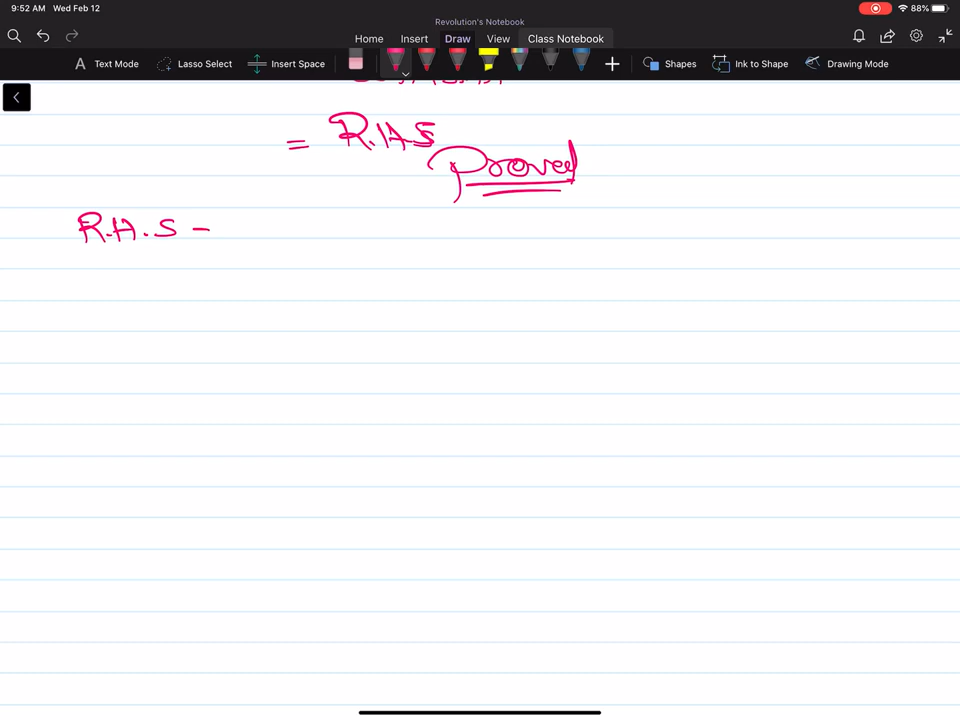 9:52 AM Wed Feb 12
88%
Revolution's Notebook
Home Insert Draw View Class Notebook
Text Mode Lasso Select Insert Space Shapes Ink to Shape Drawing Mode
= R.H.S
Proved
R.H.S -